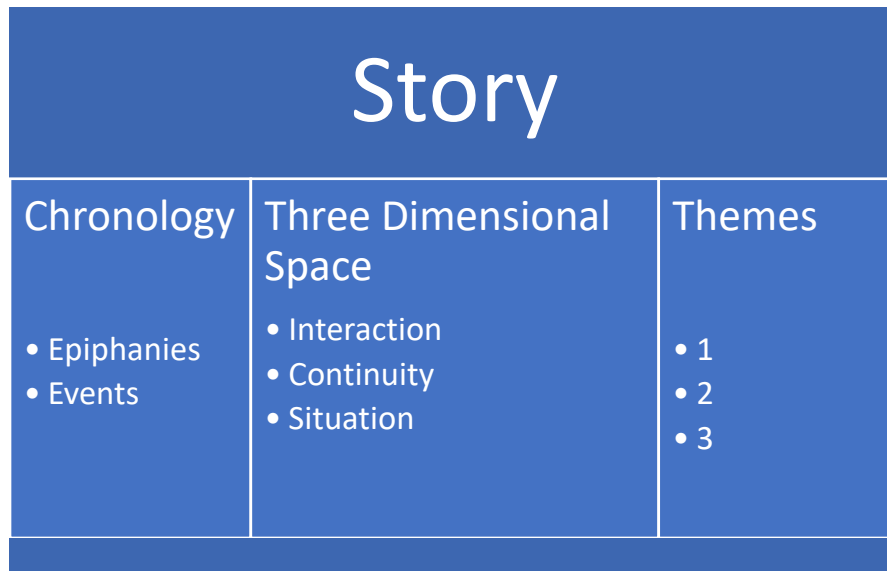 Story
Chronology
• Epiphanies
• Events
Three Dimensional
Space
• Interaction
• Continuity
• Situation
Themes
• 1
• 2
• 3